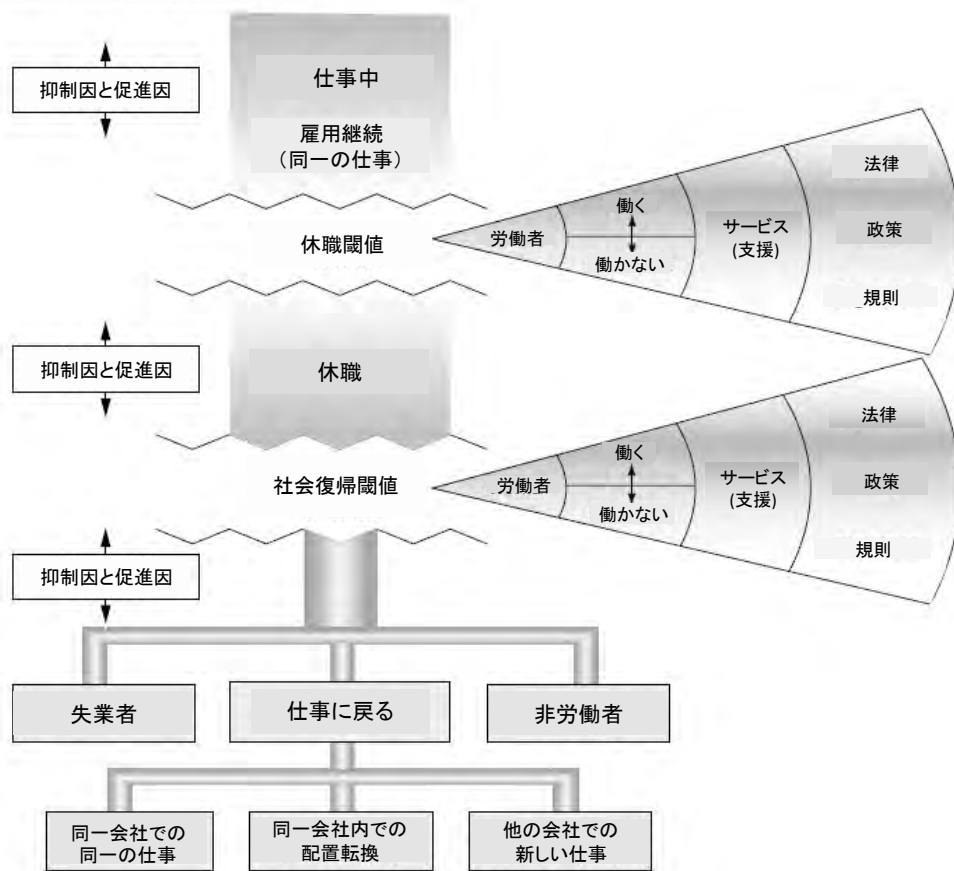 仕事中
抑制因と促進因
雇用継続
（同一の仕事）
休職閾値
労働者
働く
働かない
サービス
(支援)
法律
政策
規則
抑制因と促進因
休職
社会復帰閾値
労働者
働く
働かない
サービス
(支援)
法律
政策
規則
抑制因と促進因
失業者
仕事に戻る
非労働者
同一会社での
同一の仕事
同一会社内での
配置転換
他の会社での
新しい仕事